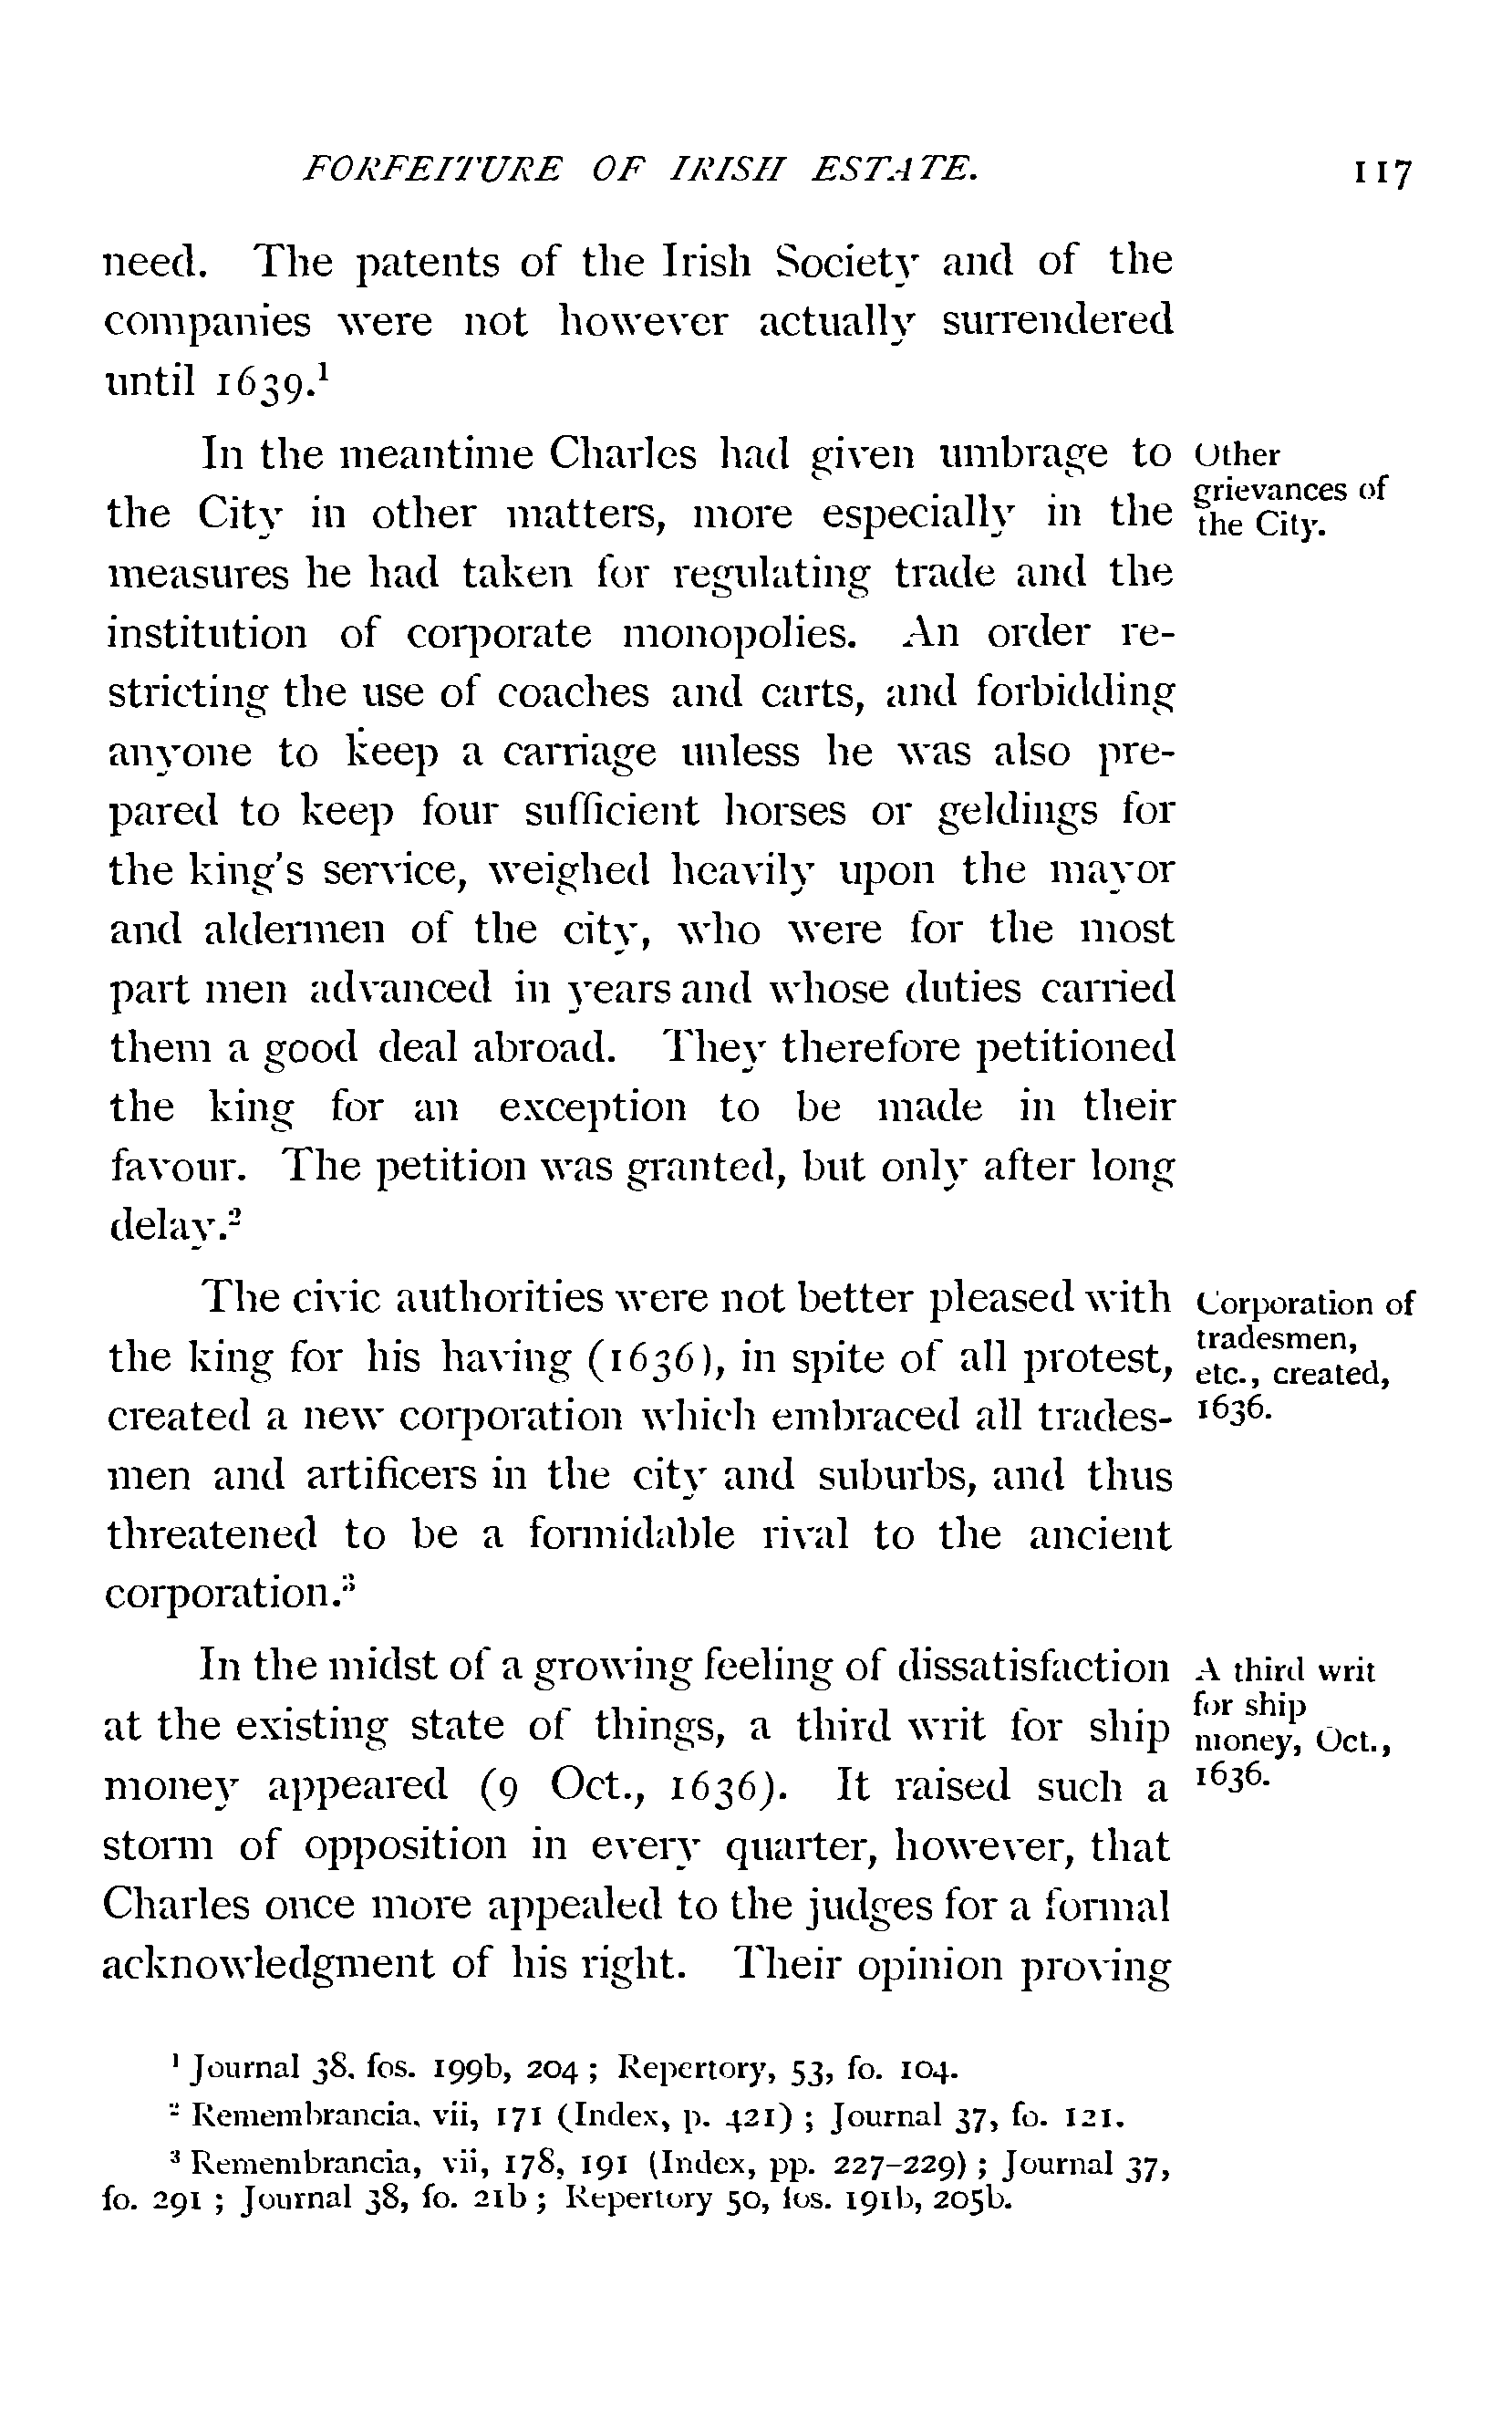 FORFEITURE OF IRISH ESTATE. 117
need. The patents of the Irish Society and of the
companies were not however actually surrendered
until 1639.¹
In the meantime Charles had given umbrage to
the City in other matters, more especially in the
measures he had taken for regulating trade and the
institution of corporate monopolies. An order re-
stricting the use of coaches and carts, and forbidding
anyone to keep a carriage unless he was also pre-
pared to keep four sufficient horses or geldings for
the king's service, weighed heavily upon the mayor
and aldermen of the city, who were for the most
part men advanced in years and whose duties carried
them a good deal abroad. They therefore petitioned
the king for an exception to be made in their
favour. The petition was granted, but only after long
delay.²
Other
grievances of
the City.
The civic authorities were not better pleased with
the king for his having (1636), in spite of all protest,
created a new corporation which embraced all trades-
men and artificers in the city and suburbs, and thus
threatened to be a formidable rival to the ancient
corporation.³
Corporation of
tradesmen,
etc., created,
1636.
In the midst of a growing feeling of dissatisfaction
at the existing state of things, a third writ for ship
money appeared (9 Oct., 1636). It raised such a
storm of opposition in every quarter, however, that
Charles once more appealed to the judges for a formal
acknowledgment of his right. Their opinion proving
A third writ
for ship
money, Oct.,
1636.
¹ Journal 38, fos. 199b, 204 ; Repertory, 53, fo. 104.
² Remembrancia, vii, 171 (Index, p. 421) ; Journal 37, fo. 121.
³ Remembrancia, vii, 178, 191 (Index, pp. 227-229) ; Journal 37,
fo. 291 ; Journal 38, fo. 21b ; Repertory 50, fos. 191b, 205b.